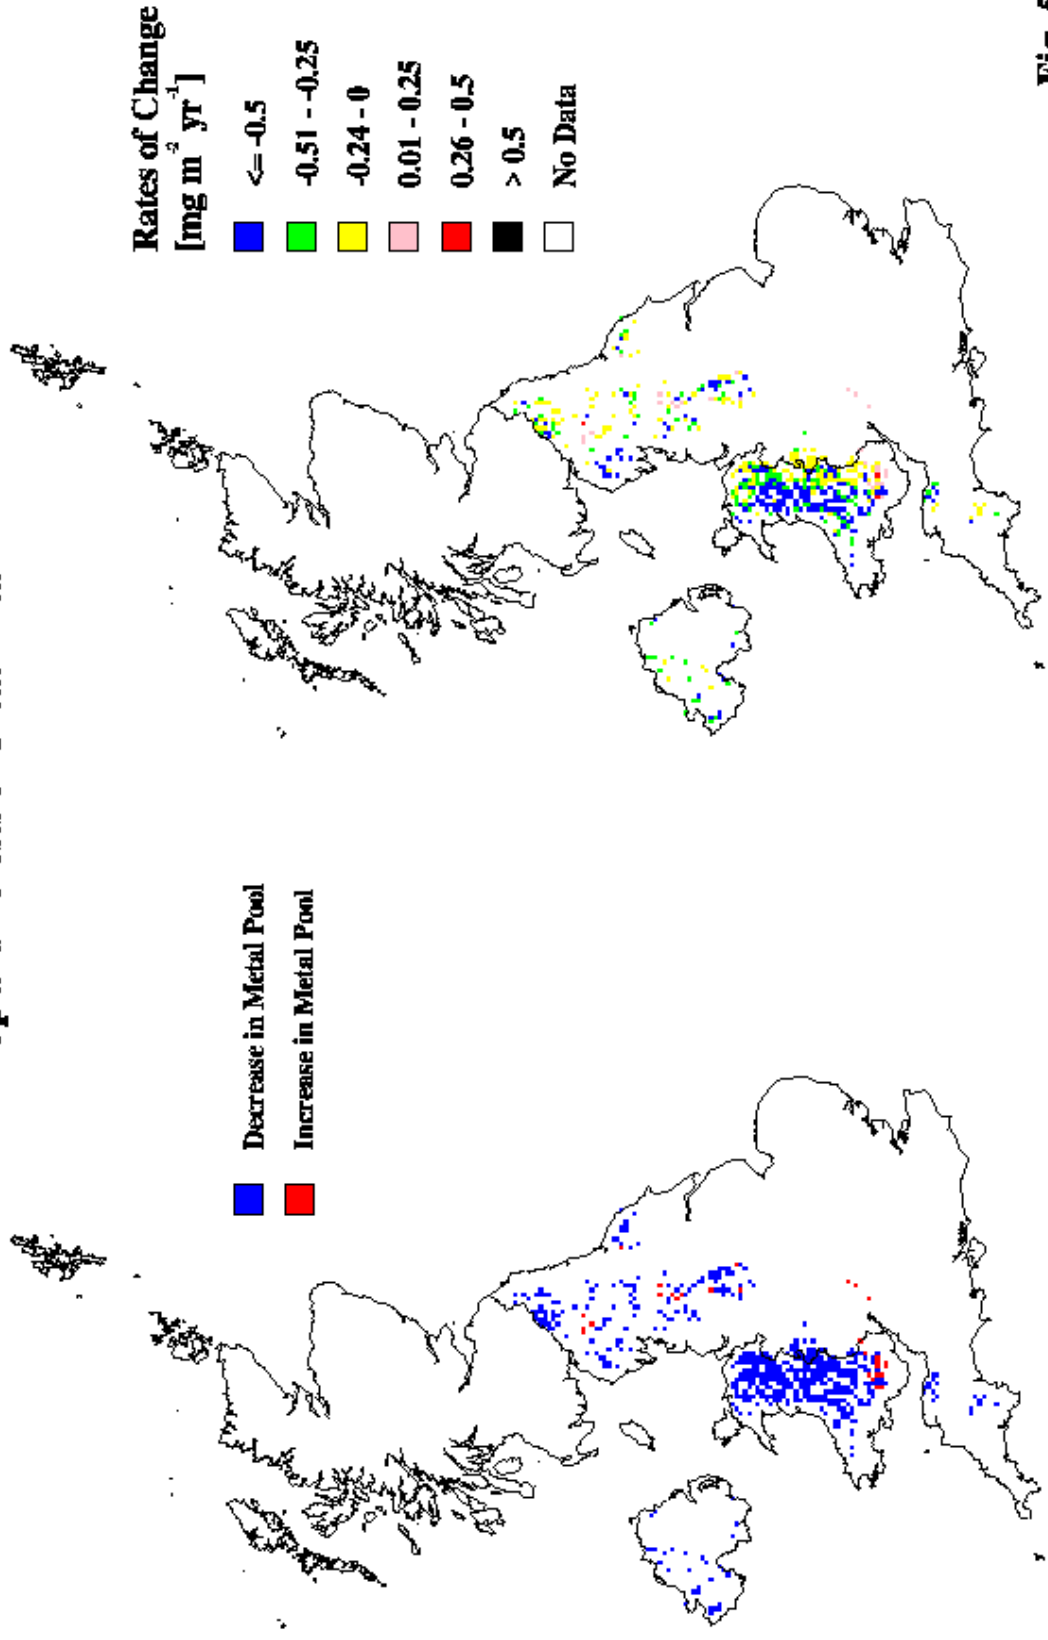 Rates of Change
[mg m-2 yr-1]
<= -0.5
-0.51 - -0.25
-0.24 - 0
0.01 - 0.25
0.26 - 0.5
> 0.5
No Data
Decrease in Metal Pool
Increase in Metal Pool